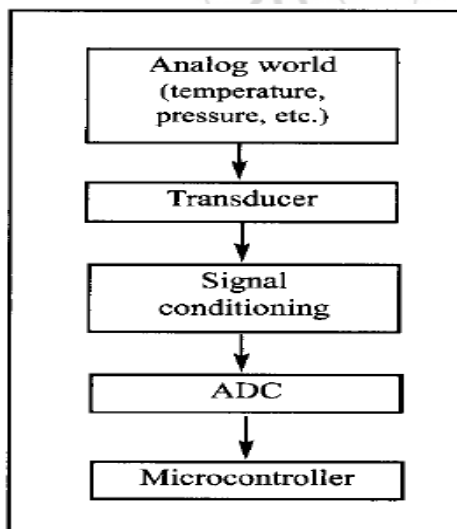 Analog world
(temperature,
pressure, etc.)
Transducer
Signal
conditioning
ADC
Microcontroller